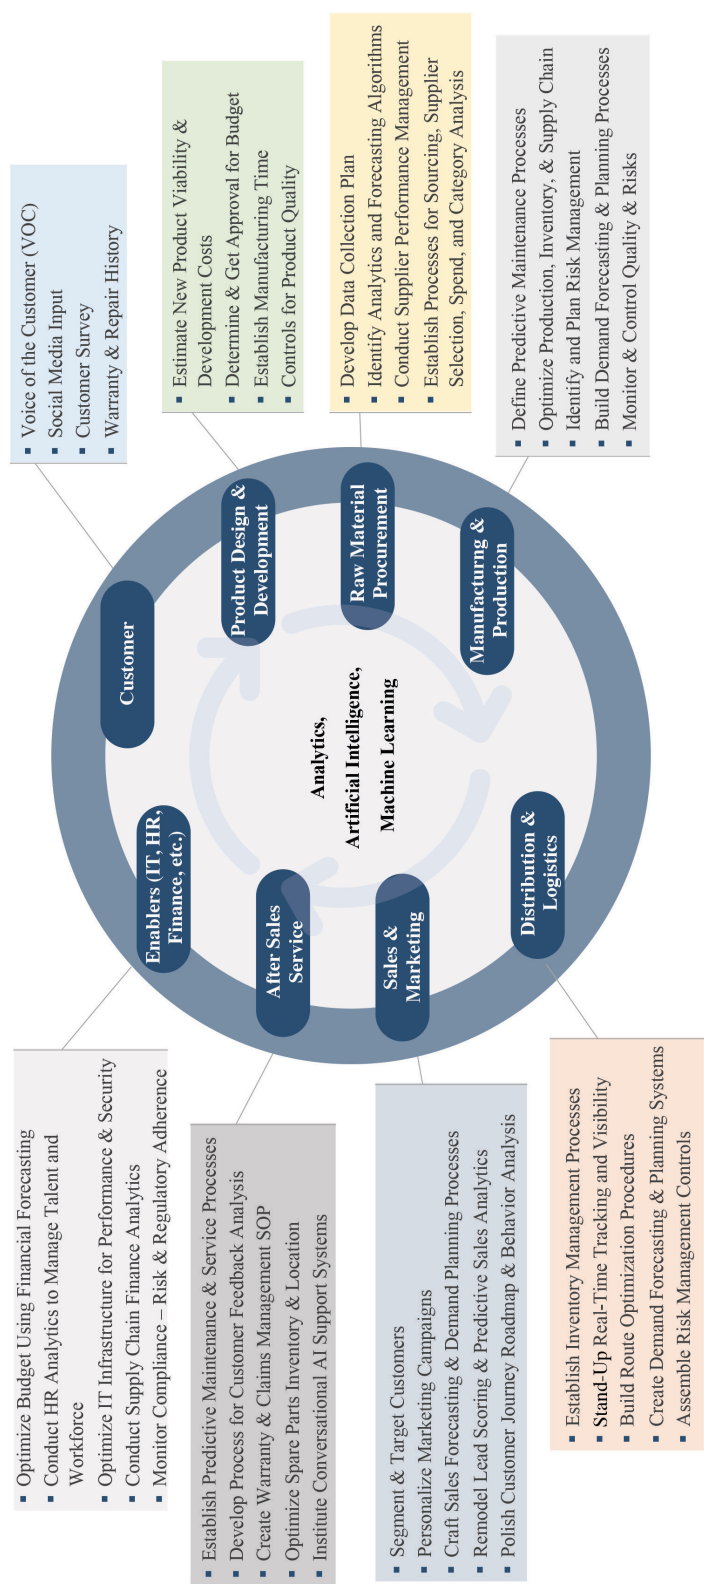 Customer
Voice of the Customer (VOC)
Social Media Input
Customer Survey
Warranty & Repair History
Product Design &
Development
Estimate New Product Viability &
Development Costs
Determine & Get Approval for Budget
Establish Manufacturing Time
Controls for Product Quality
Raw Material
Procurement
Develop Data Collection Plan
Identify Analytics and Forecasting Algorithms
Conduct Supplier Performance Management
Establish Processes for Sourcing, Supplier
Selection, Spend, and Category Analysis
Manufacturng &
Production
Define Predictive Maintenance Processes
Optimize Production, Inventory, & Supply Chain
Identify and Plan Risk Management
Build Demand Forecasting & Planning Processes
Monitor & Control Quality & Risks
Distribution &
Logistics
Establish Inventory Management Processes
Stand-Up Real-Time Tracking and Visibility
Build Route Optimization Procedures
Create Demand Forecasting & Planning Systems
Assemble Risk Management Controls
Sales &
Marketing
Segment & Target Customers
Personalize Marketing Campaigns
Craft Sales Forecasting & Demand Planning Processes
Remodel Lead Scoring & Predictive Sales Analytics
Polish Customer Journey Roadmap & Behavior Analysis
After Sales
Service
Establish Predictive Maintenance & Service Processes
Develop Process for Customer Feedback Analysis
Create Warranty & Claims Management SOP
Optimize Spare Parts Inventory & Location
Institute Conversational AI Support Systems
Enablers (IT, HR,
Finance, etc.)
Optimize Budget Using Financial Forecasting
Conduct HR Analytics to Manage Talent and
Workforce
Optimize IT Infrastructure for Performance & Security
Conduct Supply Chain Finance Analytics
Monitor Compliance – Risk & Regulatory Adherence
Analytics,
Artificial Intelligence,
Machine Learning